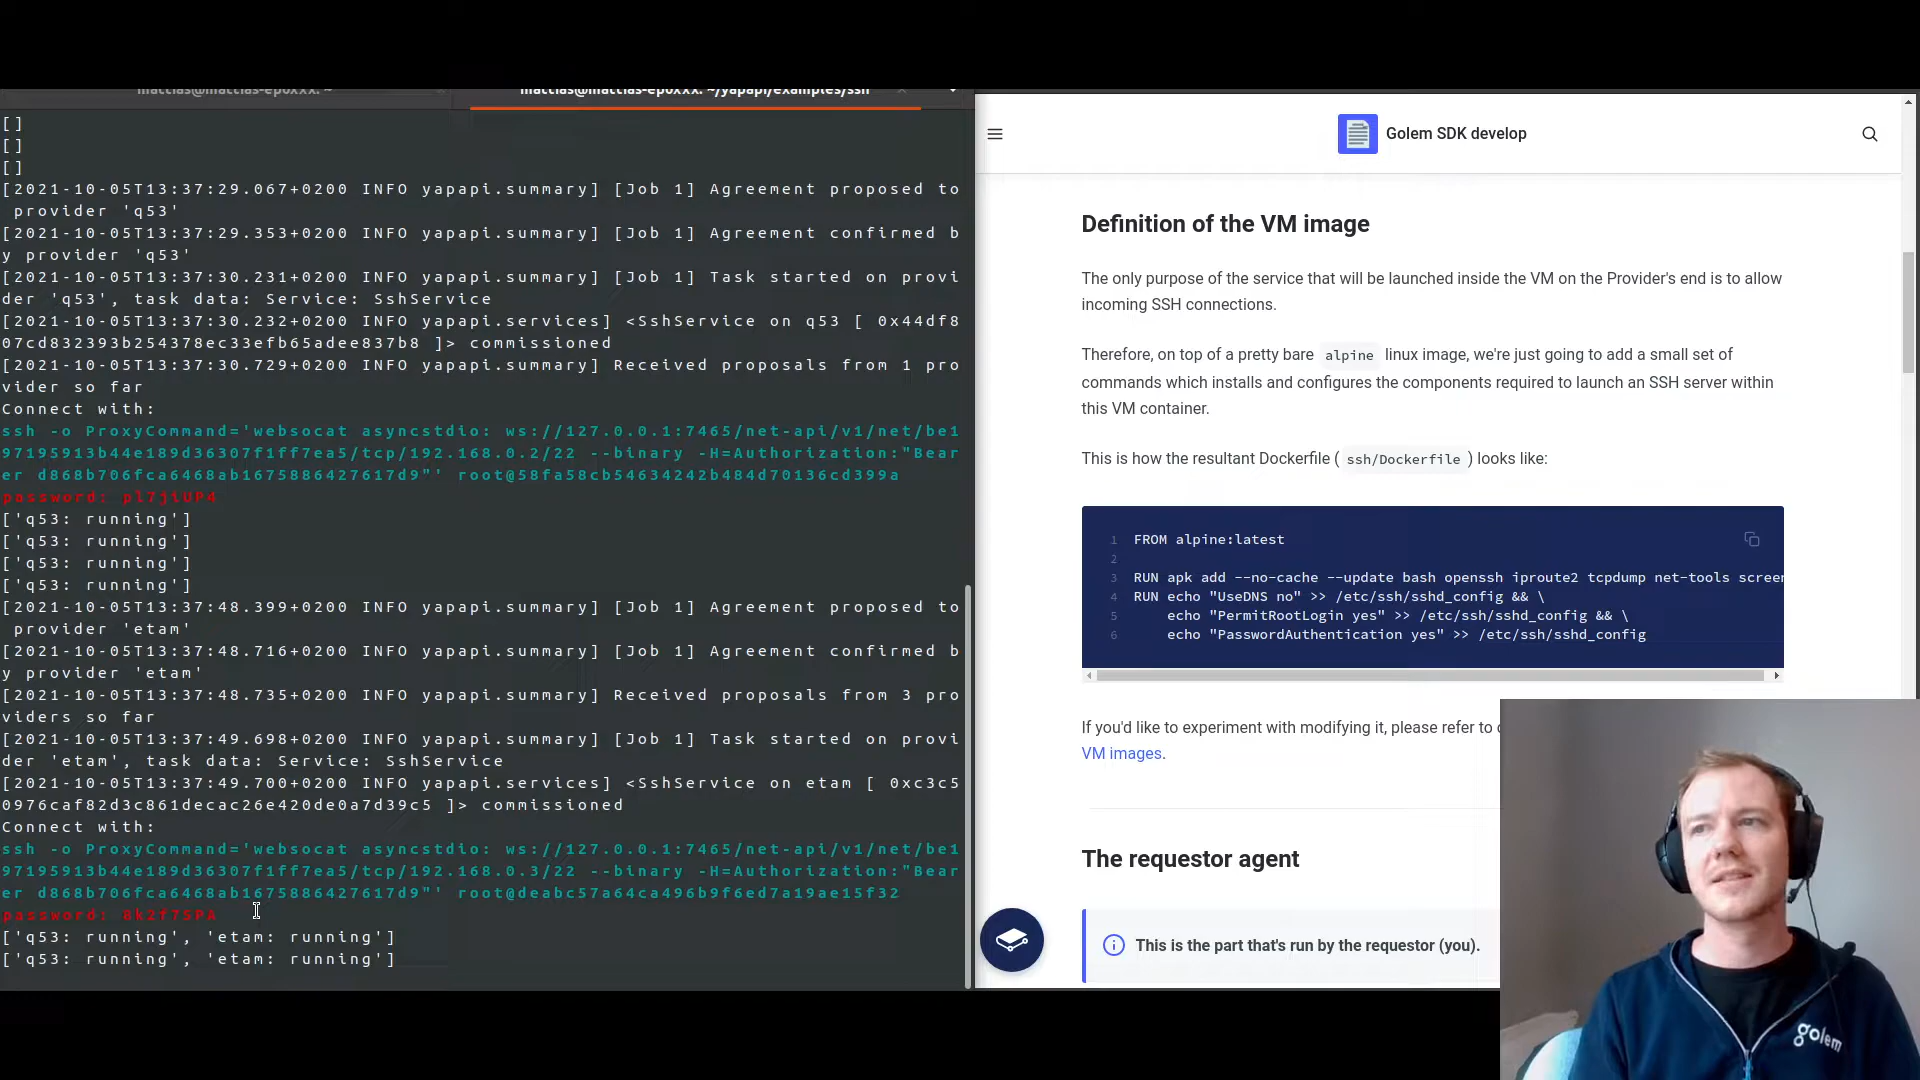 mattias@mattias-epoxxx: ~
mattias@mattias-epoxxx: ~/yapapi/examples/ssh
[]
[]
[]
[2021-10-05T13:37:29.067+0200 INFO yapapi.summary] [Job 1] Agreement proposed to
provider 'q53'
[2021-10-05T13:37:29.353+0200 INFO yapapi.summary] [Job 1] Agreement confirmed b
y provider 'q53'
[2021-10-05T13:37:30.231+0200 INFO yapapi.summary] [Job 1] Task started on provi
der 'q53', task data: Service: SshService
[2021-10-05T13:37:30.232+0200 INFO yapapi.services] <SshService on q53 [ 0x44df8
07cd832393b254378ec33efb65adee837b8 ]> commissioned
[2021-10-05T13:37:30.729+0200 INFO yapapi.summary] Received proposals from 1 pro
vider so far
Connect with:
ssh -o ProxyCommand='websocat asyncstdio: ws://127.0.0.1:7465/net-api/v1/net/be1
97195913b44e189d36307f1ff7ea5/tcp/192.168.0.2/22 --binary -H=Authorization:"Bear
er d868b706fca6468ab1675886427617d9"' root@58fa58cb54634242b484d70136cd399a
password: pl7jiUP4
['q53: running']
['q53: running']
['q53: running']
['q53: running']
[2021-10-05T13:37:48.399+0200 INFO yapapi.summary] [Job 1] Agreement proposed to
provider 'etam'
[2021-10-05T13:37:48.716+0200 INFO yapapi.summary] [Job 1] Agreement confirmed b
y provider 'etam'
[2021-10-05T13:37:48.735+0200 INFO yapapi.summary] Received proposals from 3 pro
viders so far
[2021-10-05T13:37:49.698+0200 INFO yapapi.summary] [Job 1] Task started on provi
der 'etam', task data: Service: SshService
[2021-10-05T13:37:49.700+0200 INFO yapapi.services] <SshService on etam [ 0xc3c5
0976caf82d3c861decac26e420de0a7d39c5 ]> commissioned
Connect with:
ssh -o ProxyCommand='websocat asyncstdio: ws://127.0.0.1:7465/net-api/v1/net/be1
97195913b44e189d36307f1ff7ea5/tcp/192.168.0.3/22 --binary -H=Authorization:"Bear
er d868b706fca6468ab1675886427617d9"' root@deabc57a64ca496b9f6ed7a19ae15f32
password: 8k2f7SPA
['q53: running', 'etam: running']
['q53: running', 'etam: running']
Golem SDK develop
Definition of the VM image
The only purpose of the service that will be launched inside the VM on the Provider's end is to allow
incoming SSH connections.
Therefore, on top of a pretty bare alpine linux image, we're just going to add a small set of
commands which installs and configures the components required to launch an SSH server within
this VM container.
This is how the resultant Dockerfile ( ssh/Dockerfile ) looks like:
1 FROM alpine:latest
2
3 RUN apk add --no-cache --update bash openssh iproute2 tcpdump net-tools screen
4 RUN echo "UseDNS no" >> /etc/ssh/sshd_config && \
5 echo "PermitRootLogin yes" >> /etc/ssh/sshd_config && \
6 echo "PasswordAuthentication yes" >> /etc/ssh/sshd_config
If you'd like to experiment with modifying it, please refer to
VM images.
The requestor agent
This is the part that's run by the requestor (you).
golem